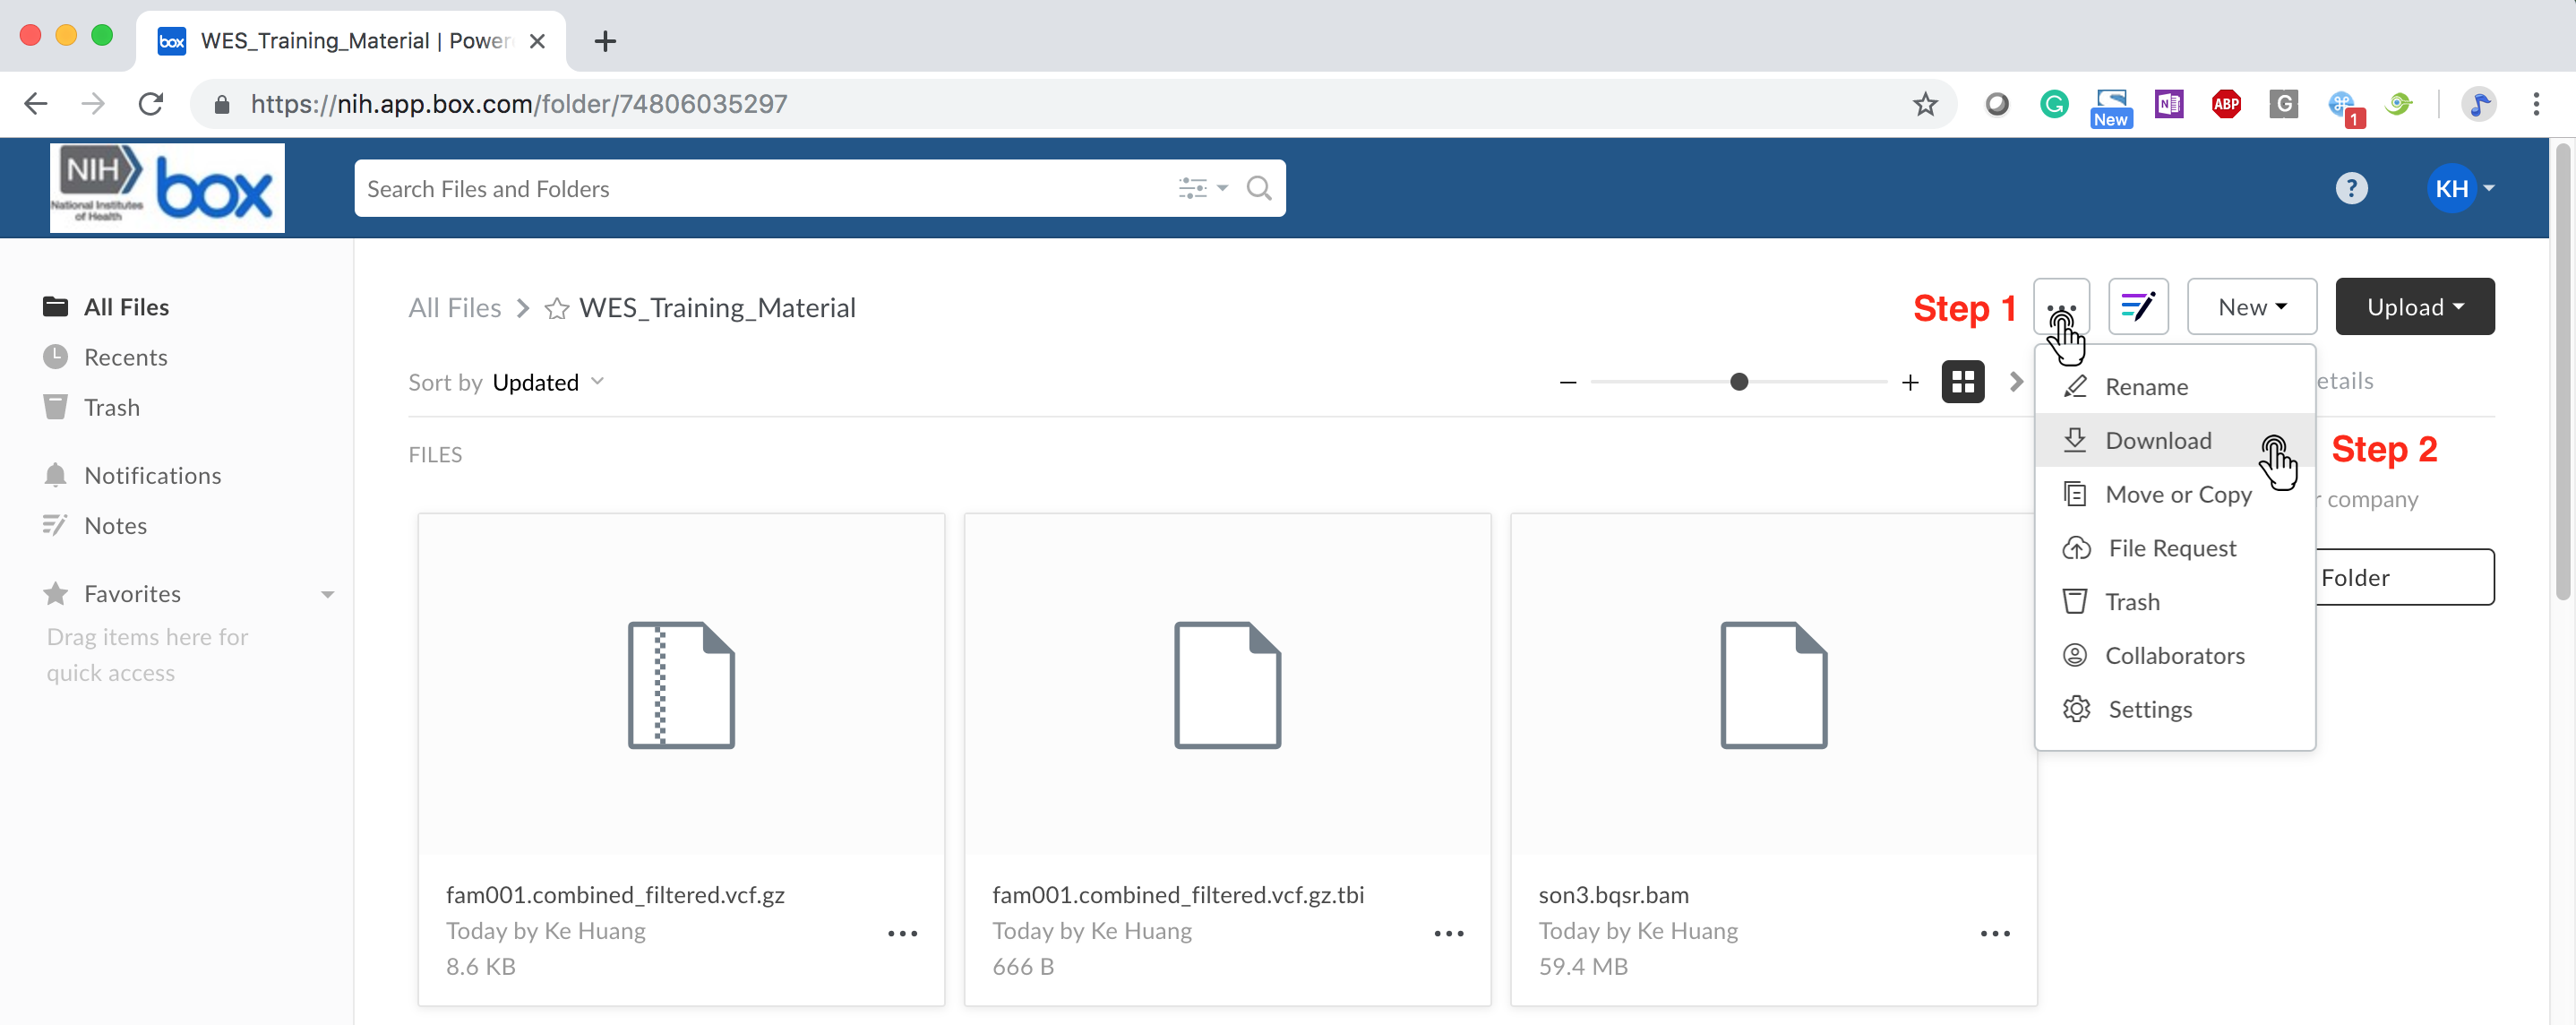 box WES_Training_Material | Power
https://nih.app.box.com/folder/74806035297
New
N
ABP
G
1
NIH
National Institutes
of Health
box
Search Files and Folders
?
KH
All Files
Recents
Trash
Notifications
Notes
Favorites
Drag items here for
quick access
All Files > WES_Training_Material
Step 1
New
Upload
Sort by Updated
etails
FILES
Rename
Download
Step 2
Move or Copy
company
File Request
Folder
Trash
Collaborators
Settings
fam001.combined_filtered.vcf.gz
Today by Ke Huang
8.6 KB
fam001.combined_filtered.vcf.gz.tbi
Today by Ke Huang
666 B
son3.bqsr.bam
Today by Ke Huang
59.4 MB